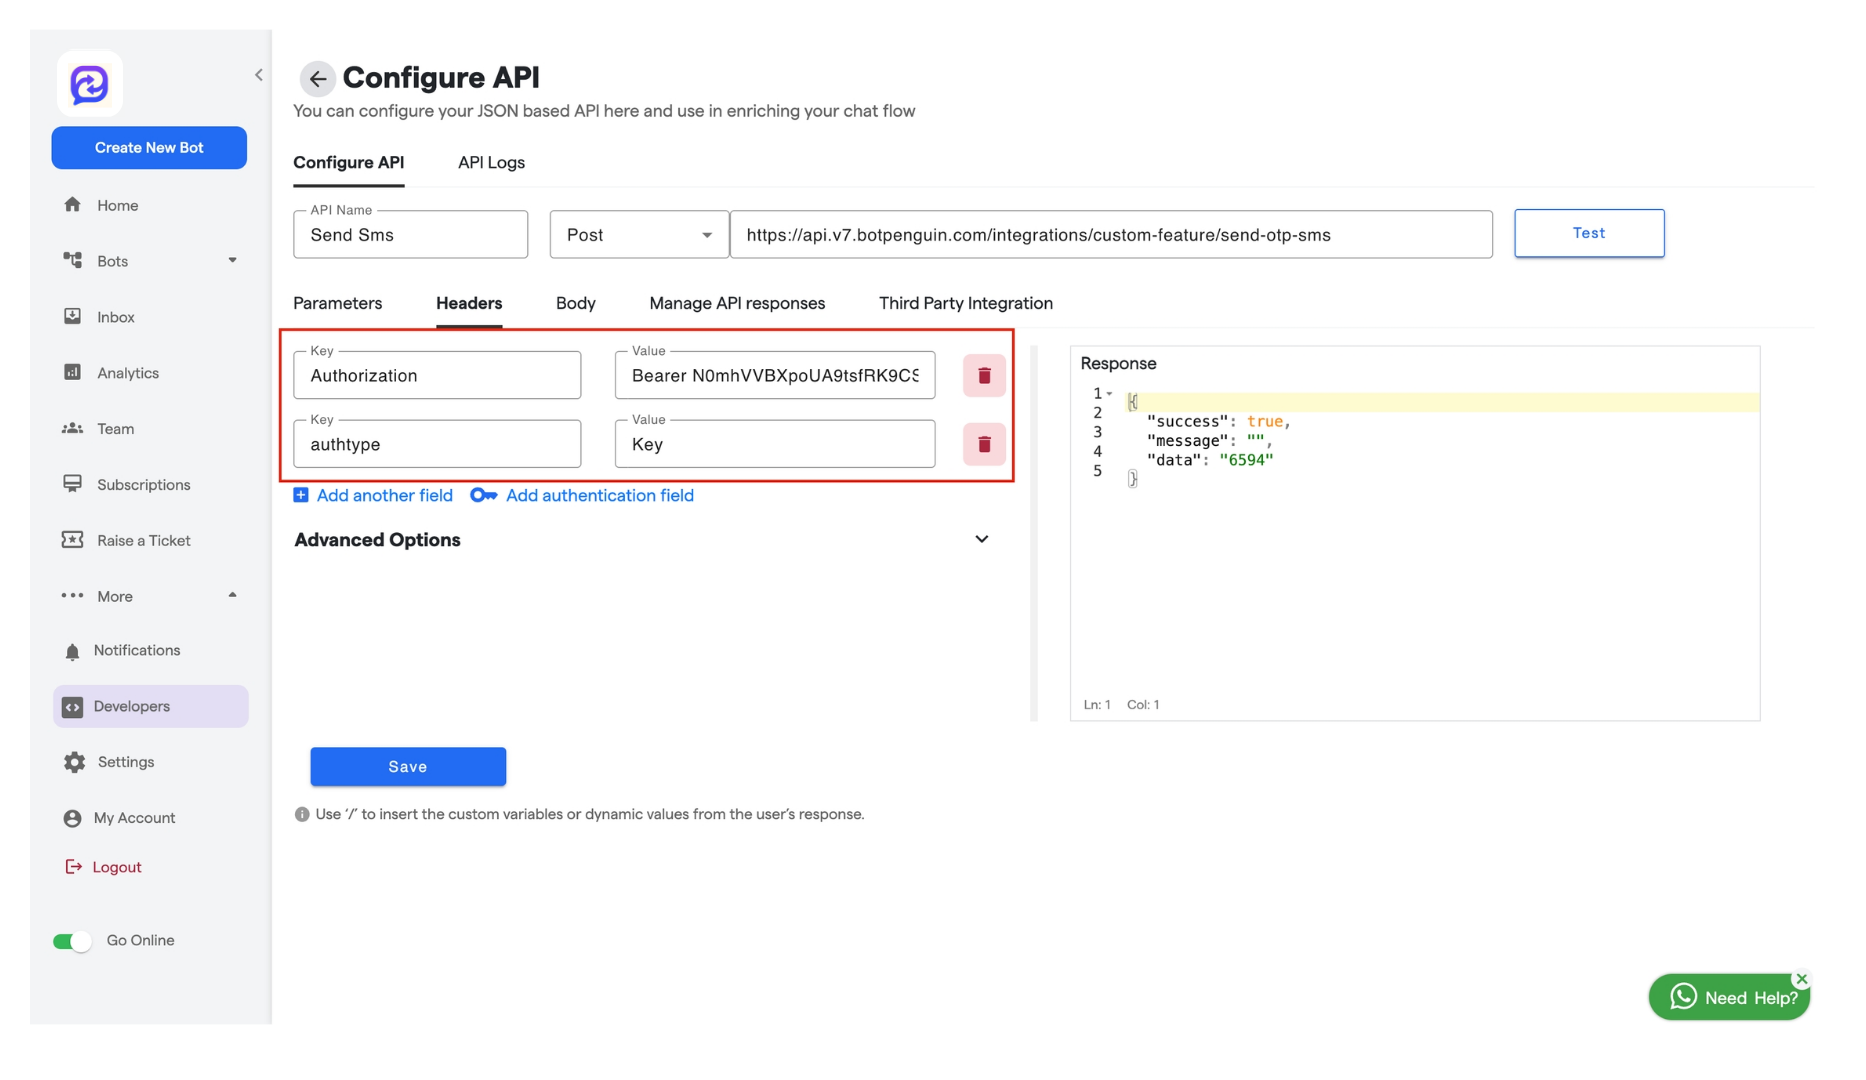 Configure API
You can configure your JSON based API here and use in enriching your chat flow
Create New Bot
Configure API API Logs
Home
Bots
Inbox
Analytics
Team
Subscriptions
Raise a Ticket
More
Notifications
Developers
Settings
My Account
Logout
Go Online
API Name
Send Sms Post https://api.v7.botpenguin.com/integrations/custom-feature/send-otp-sms Test
Parameters Headers Body Manage API responses Third Party Integration
Key Value
Authorization Bearer N0mhVVBXpoUA9tsfRK9CS
Key Value
authtype Key
Add another field Add authentication field
Advanced Options
Response
1 {
2 "success": true,
3 "message": "",
4 "data": "6594"
5 }
Ln: 1 Col: 1
Save
Use ‘/’ to insert the custom variables or dynamic values from the user’s response.
Need Help?